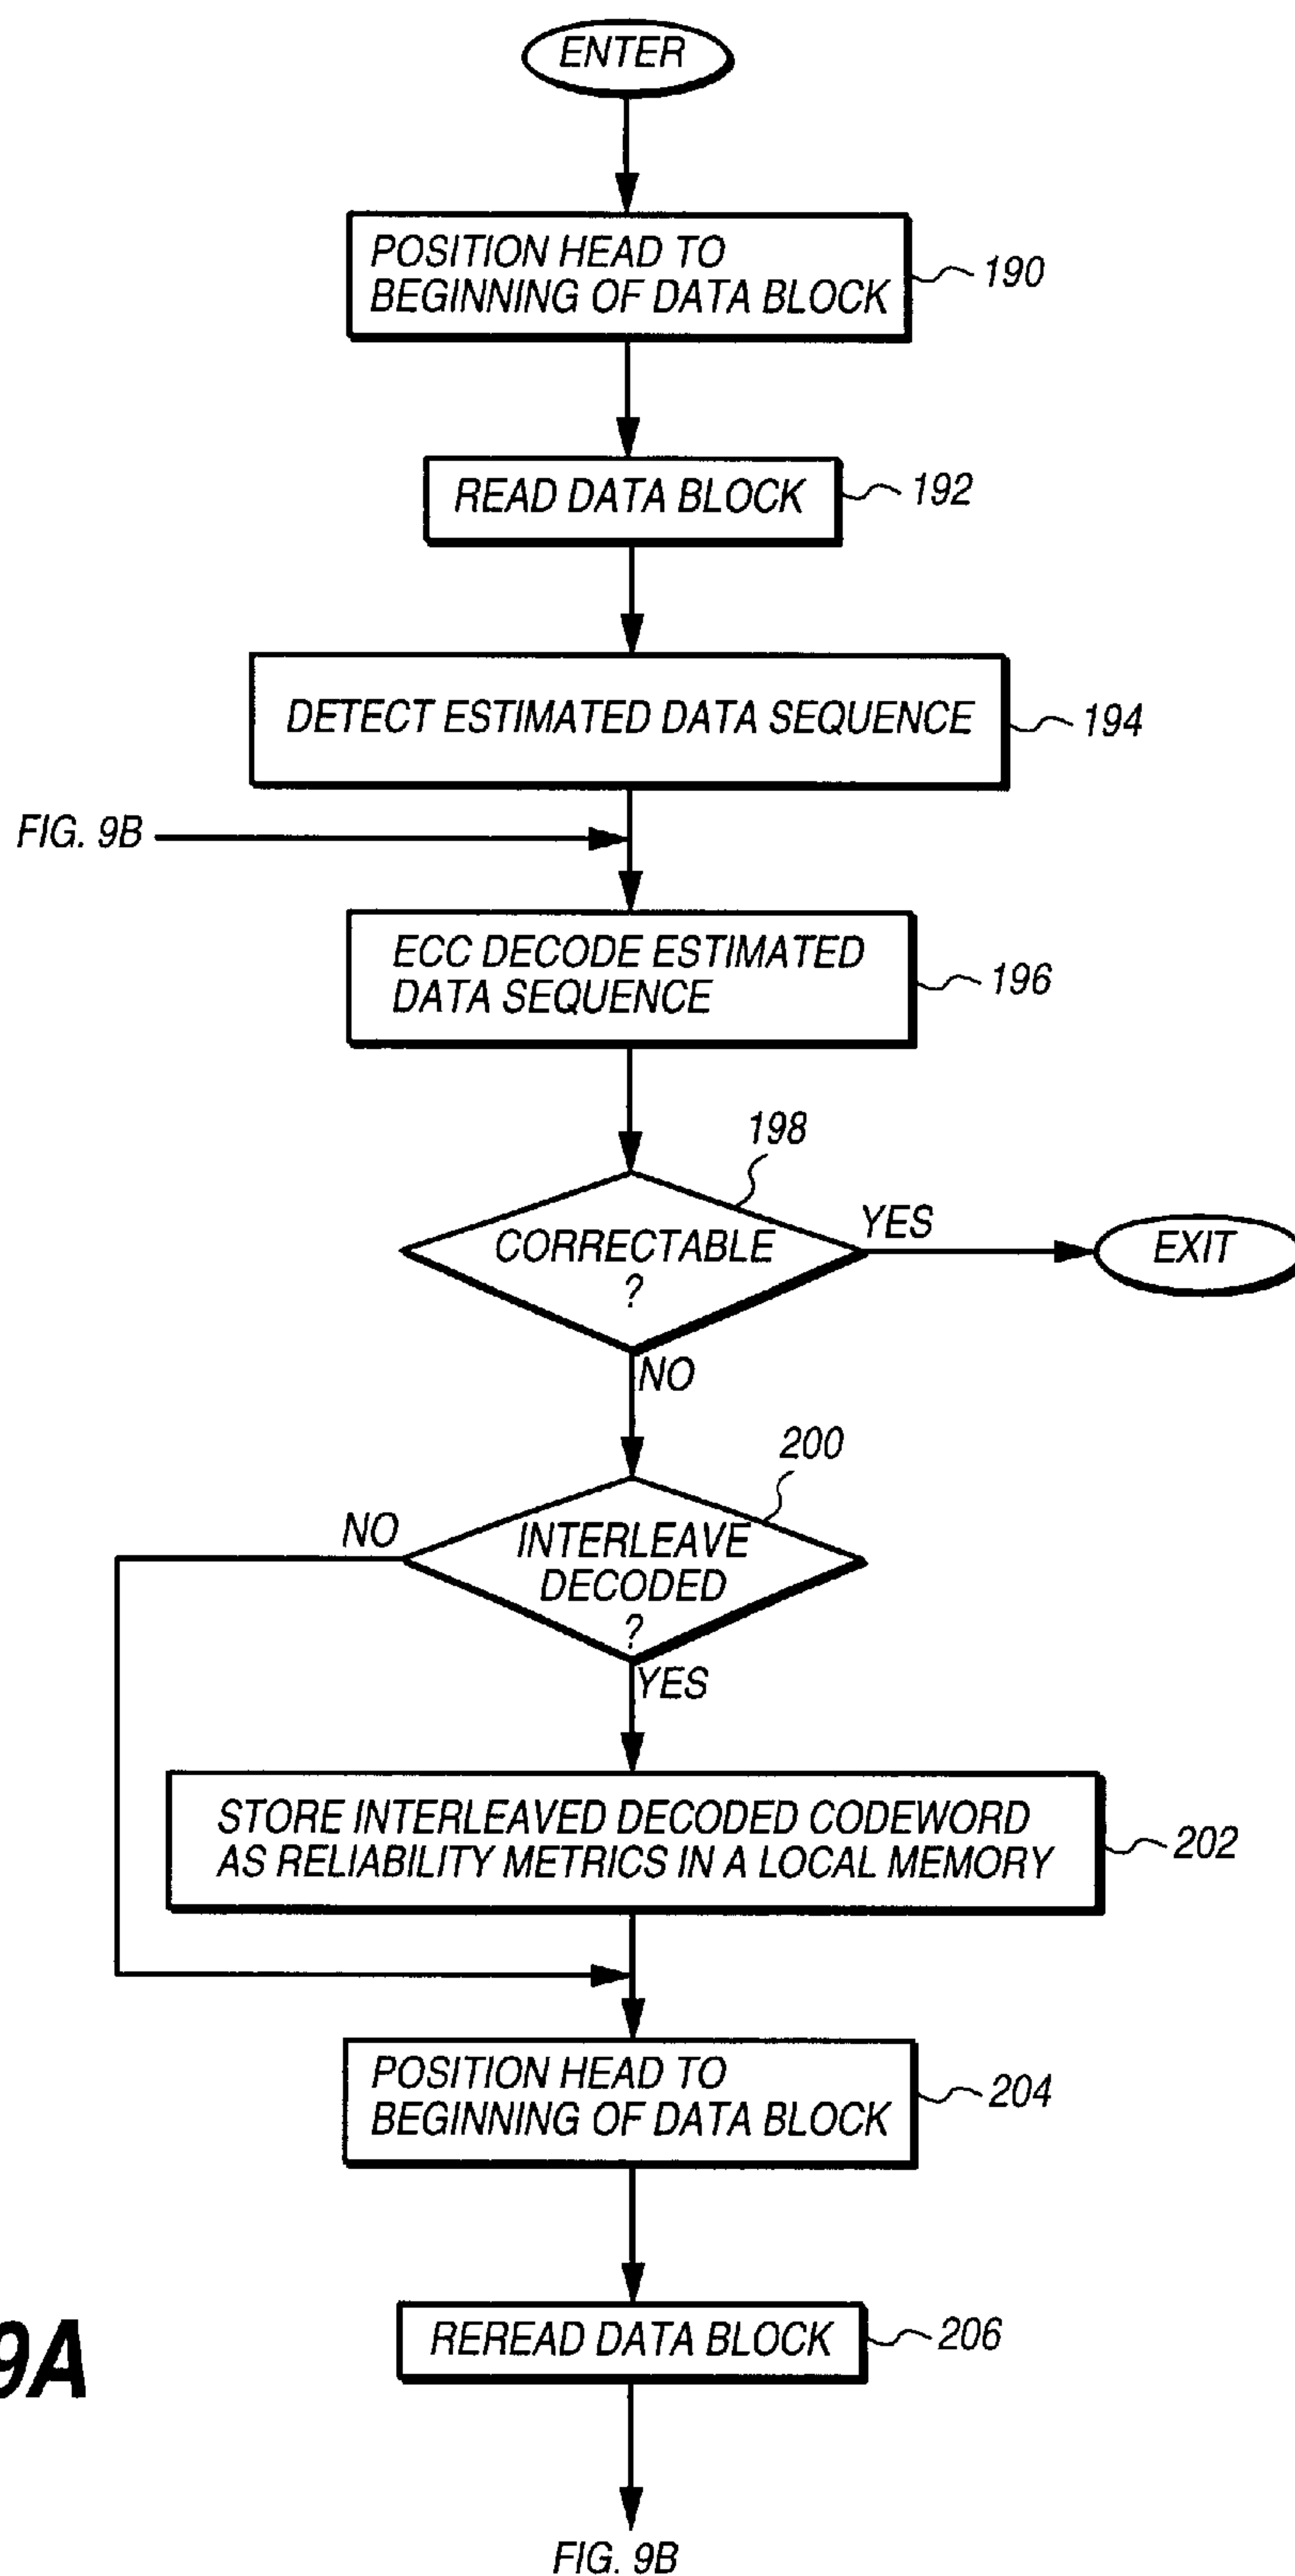 ENTER
POSITION HEAD TO
BEGINNING OF DATA BLOCK
190
READ DATA BLOCK
192
DETECT ESTIMATED DATA SEQUENCE
194
FIG. 9B
ECC DECODE ESTIMATED
DATA SEQUENCE
196
198
CORRECTABLE
?
YES
EXIT
NO
200
NO
INTERLEAVE
DECODED
?
YES
STORE INTERLEAVED DECODED CODEWORD
AS RELIABILITY METRICS IN A LOCAL MEMORY
202
POSITION HEAD TO
BEGINNING OF DATA BLOCK
204
REREAD DATA BLOCK
206
9A
FIG. 9B